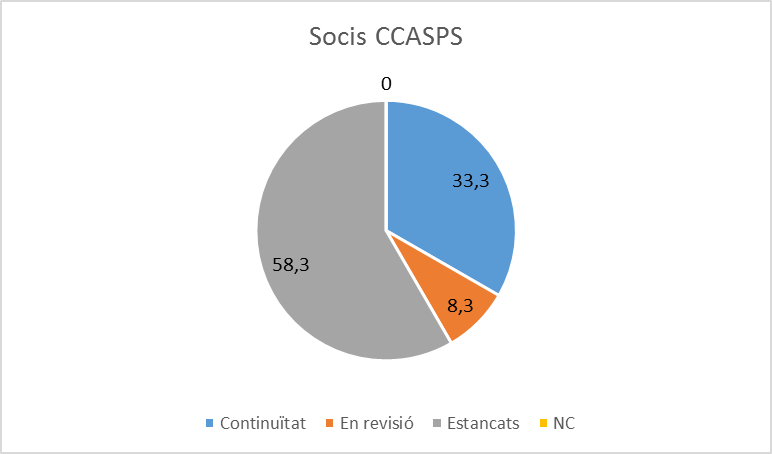 Socis CCASPS
0
33,3
58,3
8,3
Continuïtat En revisió Estancats NC